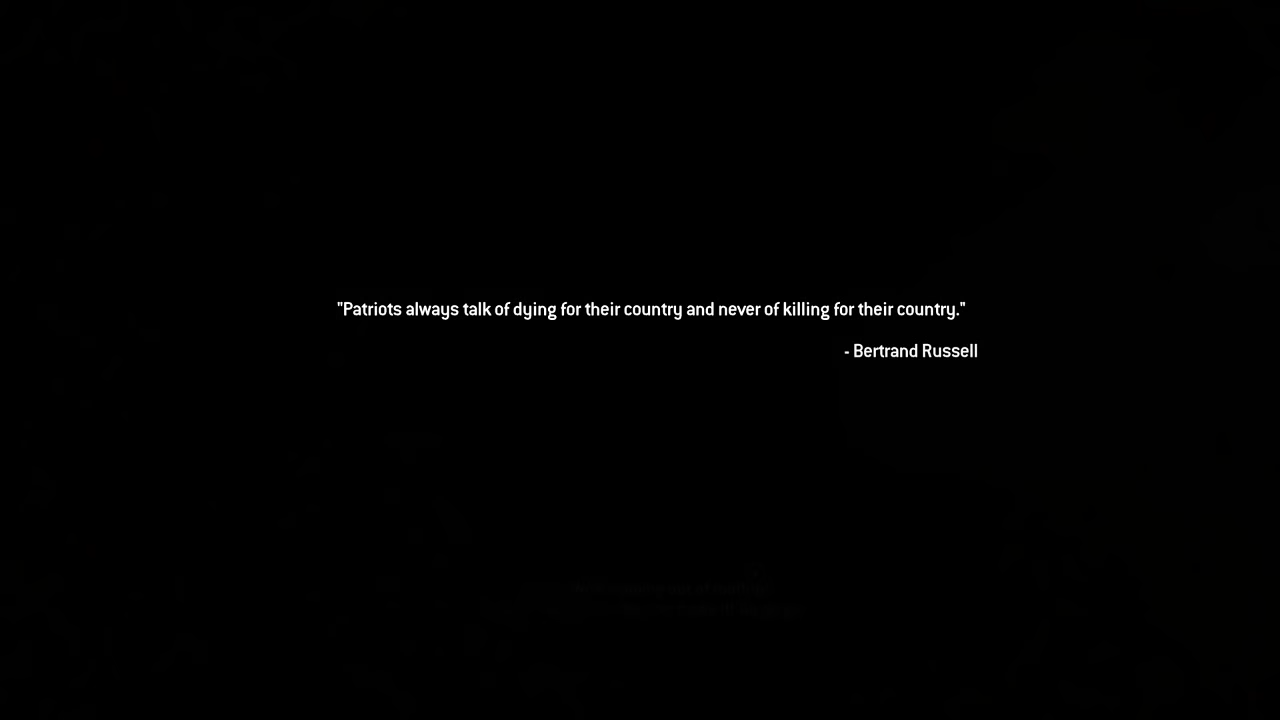 "Patriots always talk of dying for their country and never of killing for their country."
- Bertrand Russell